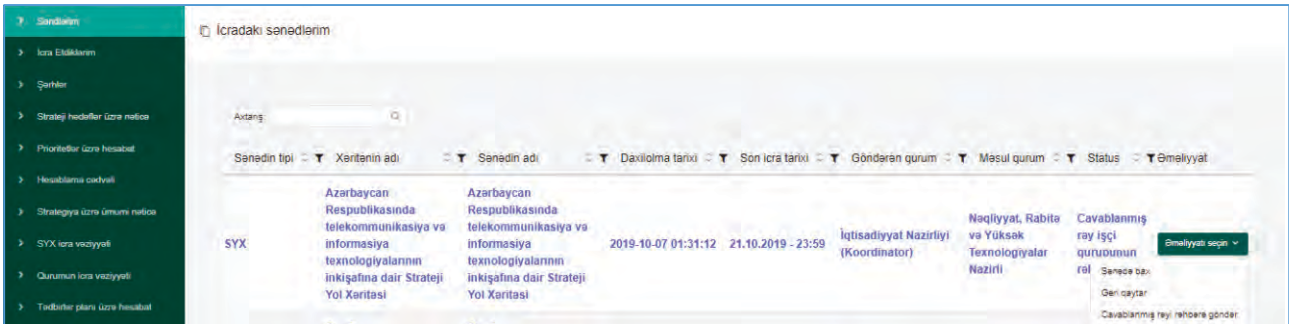 Sənədlərim
İcra Etdiklərim
Şərhlər
Strateji hədəflər üzrə nəticə
Prioritetlər üzrə hesabat
Hesablama cədvəli
Strategiya üzrə ümumi nəticə
SYX icra vəziyyəti
Qurumun icra vəziyyəti
Tədbirlər planı üzrə hesabat
İcradakı sənədlərim
Axtarış:
Sənədin tipi Xəritənin adı Sənədin adı Daxilolma tarixi Son icra tarixi Göndərən qurum Məsul qurum Status Əməliyyat
SYX
Azərbaycan
Respublikasında
telekommunikasiya və
informasiya
texnologiyalarının
inkişafına dair Strateji
Yol Xəritəsi
Azərbaycan
Respublikasında
telekommunikasiya və
informasiya
texnologiyalarının
inkişafına dair Strateji
Yol Xəritəsi
2019-10-07 01:31:12
21.10.2019 - 23:59
İqtisadiyyat Nazirliyi
(Koordinator)
Nəqliyyat, Rabitə
və Yüksək
Texnologiyalar
Nazirli
Cavablanmış
rəy işçi
qurupunun
rəl
Əməliyyatı seçin
Sənədə bax
Geri qaytar
Cavablanmış rəyi rəhbərə göndər